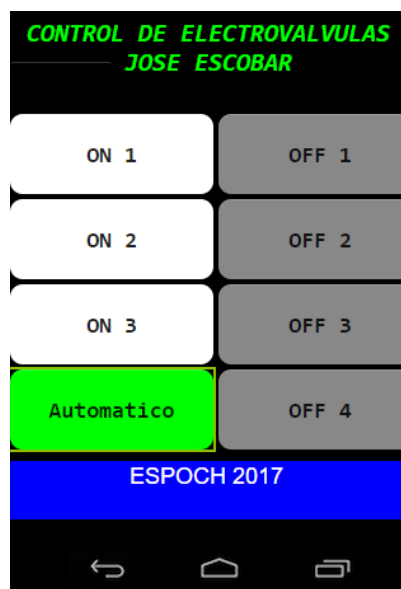 CONTROL DE ELECTROVALVULAS
JOSE ESCOBAR
ON 1 OFF 1
ON 2 OFF 2
ON 3 OFF 3
Automatico OFF 4
ESPOCH 2017